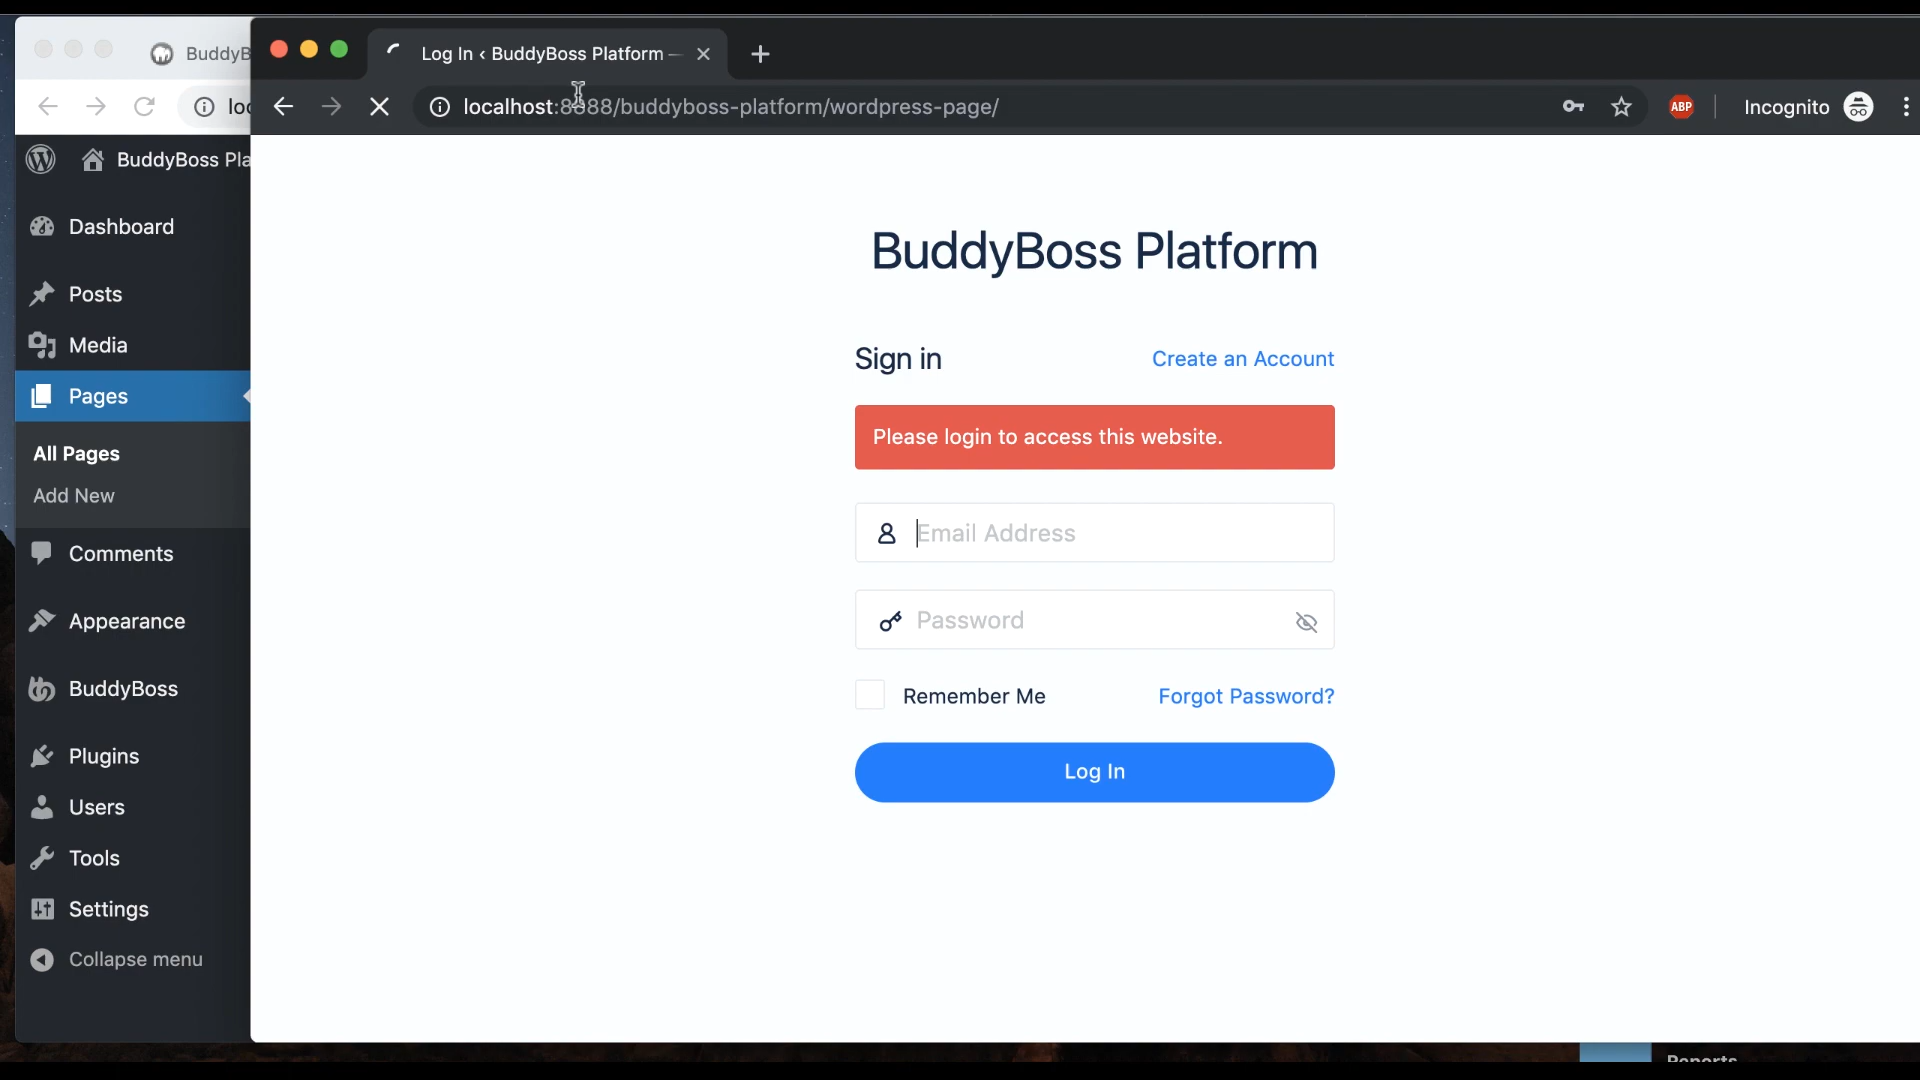 BuddyB
Log In ‹ BuddyBoss Platform —
loc
localhost:8888/buddyboss-platform/wordpress-page/
ABP
Incognito
BuddyBoss Pla
Dashboard
Posts
Media
Pages
All Pages
Add New
Comments
Appearance
BuddyBoss
Plugins
Users
Tools
Settings
Collapse menu
BuddyBoss Platform
Sign in
Create an Account
Please login to access this website.
Email Address
Password
Remember Me
Forgot Password?
Log In
Reports